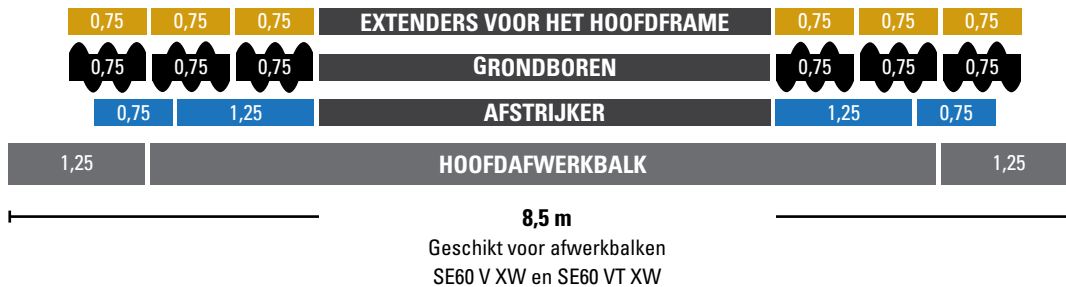 0,75 0,75 0,75 EXTENDERS VOOR HET HOOFDFRAME 0,75 0,75 0,75
0,75 0,75 0,75 GRONDBOREN 0,75 0,75 0,75
0,75 1,25 AFSTRIJKER 1,25 0,75
1,25 HOOFDAFWERKBALK 1,25
8,5 m
Geschikt voor afwerkbalken
SE60 V XW en SE60 VT XW